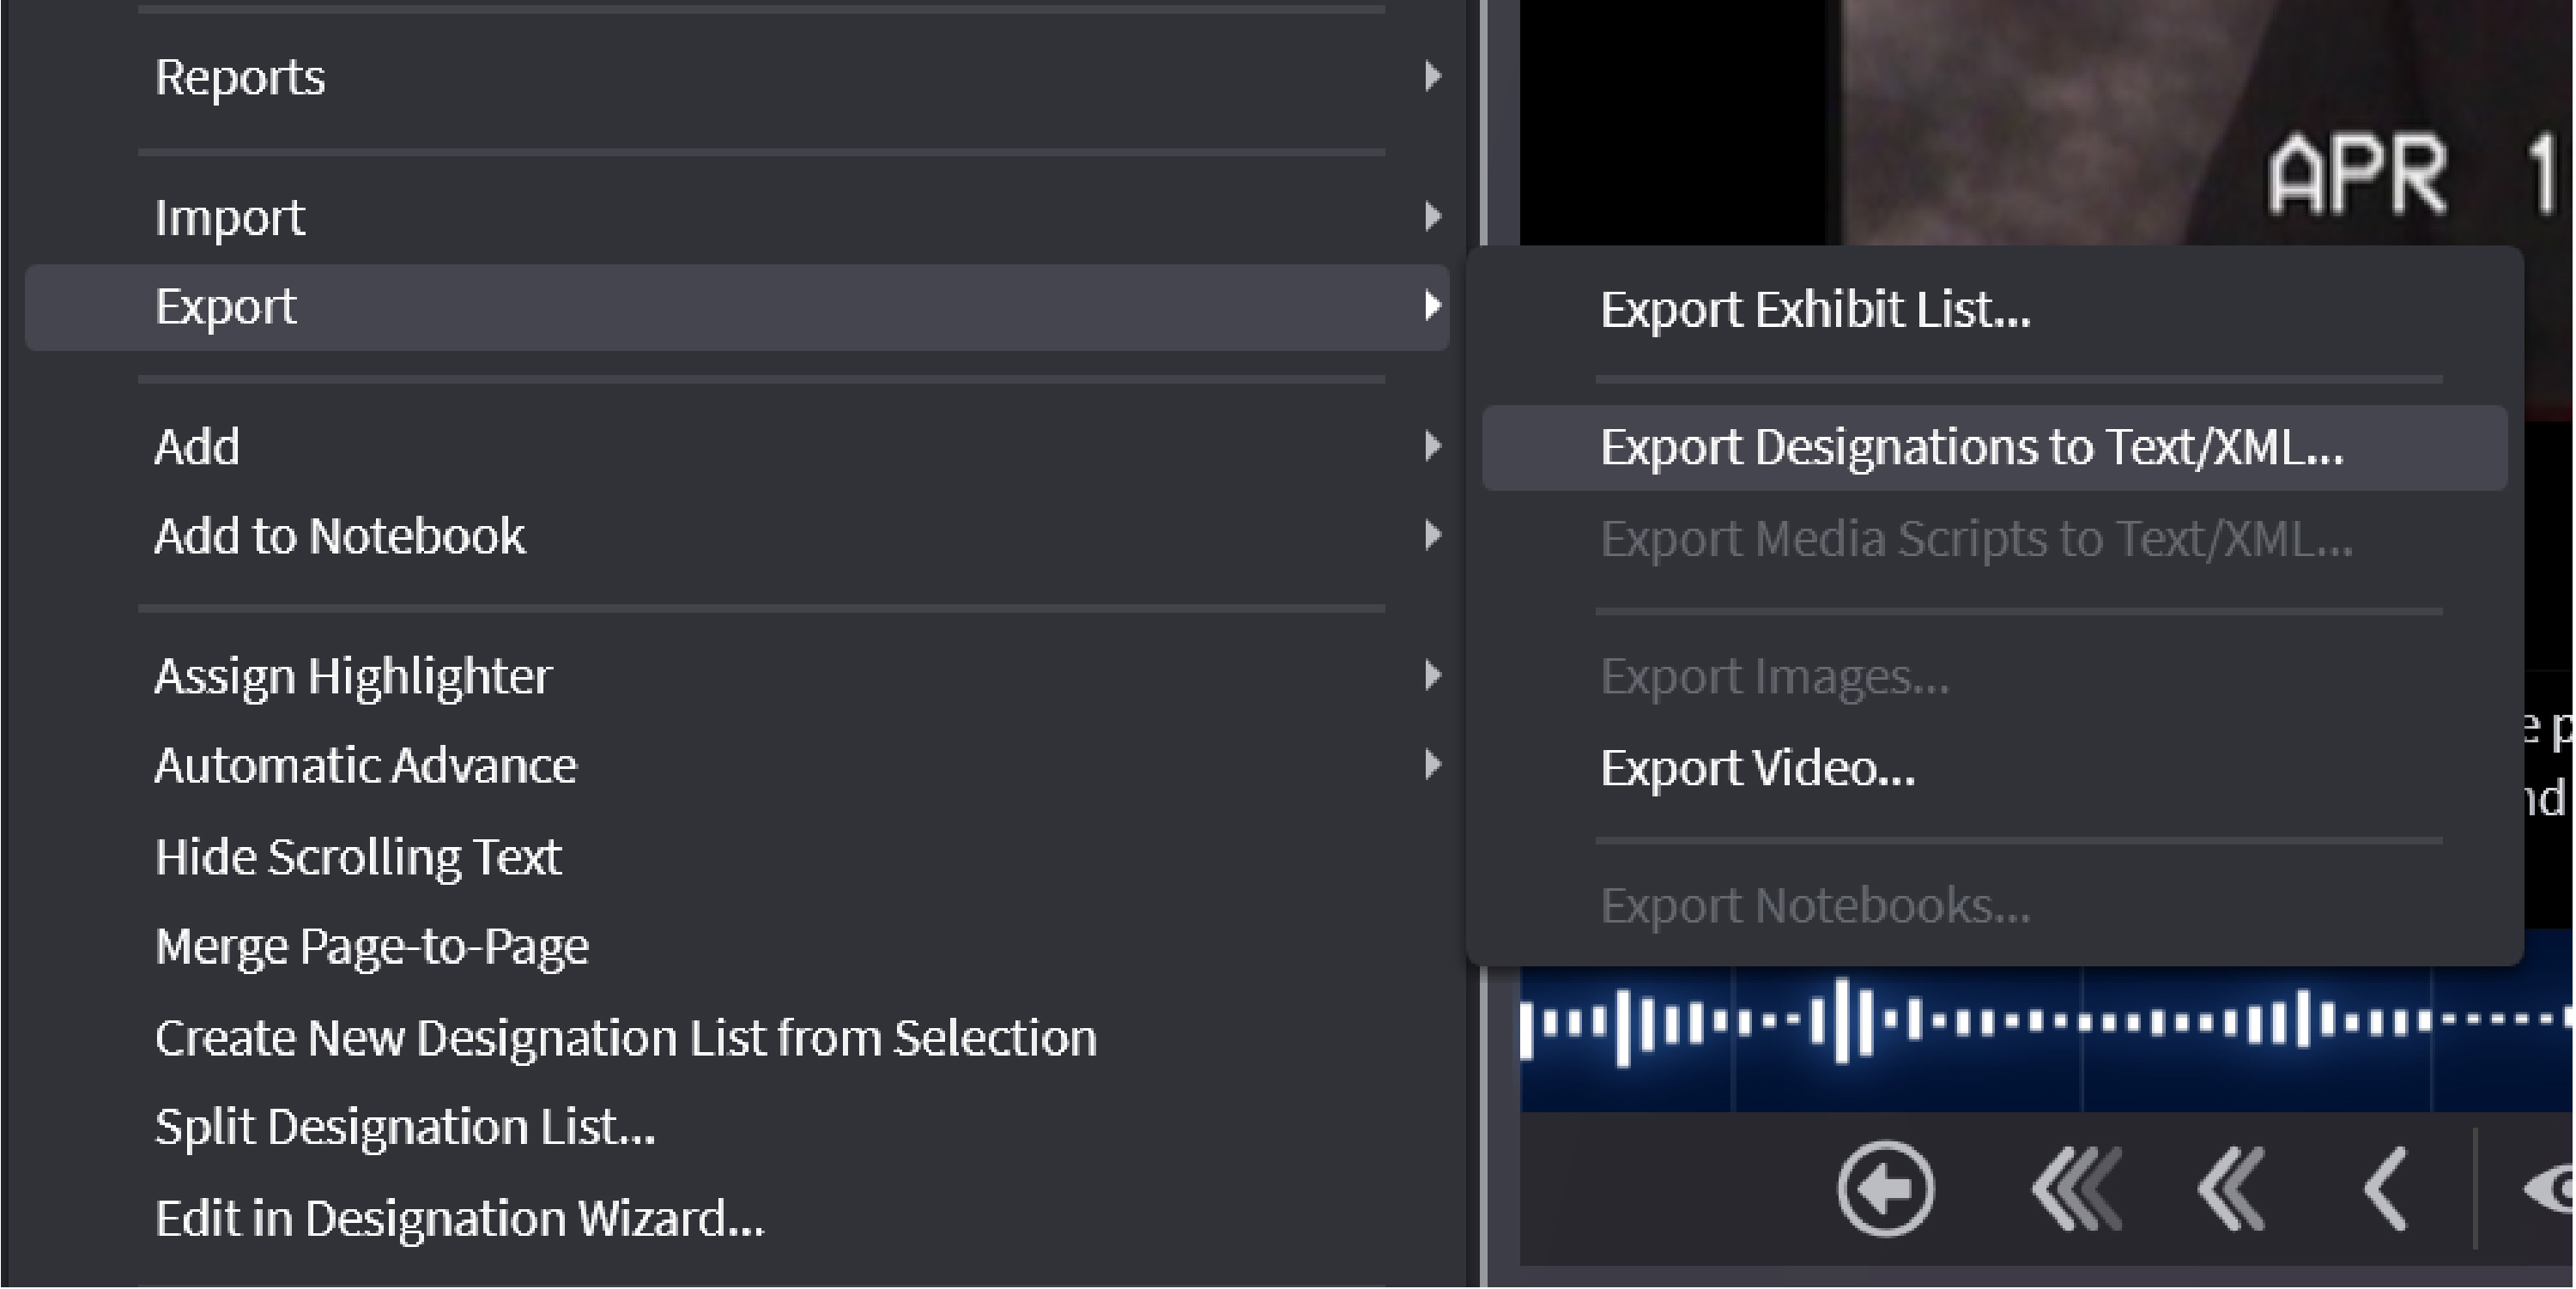 Reports
Import
Export
Add
Add to Notebook
Assign Highlighter
Automatic Advance
Hide Scrolling Text
Merge Page-to-Page
Create New Designation List from Selection
Split Designation List...
Edit in Designation Wizard...
APR 1
Export Exhibit List...
Export Designations to Text/XML...
Export Media Scripts to Text/XML...
Export Images...
Export Video...
Export Notebooks...